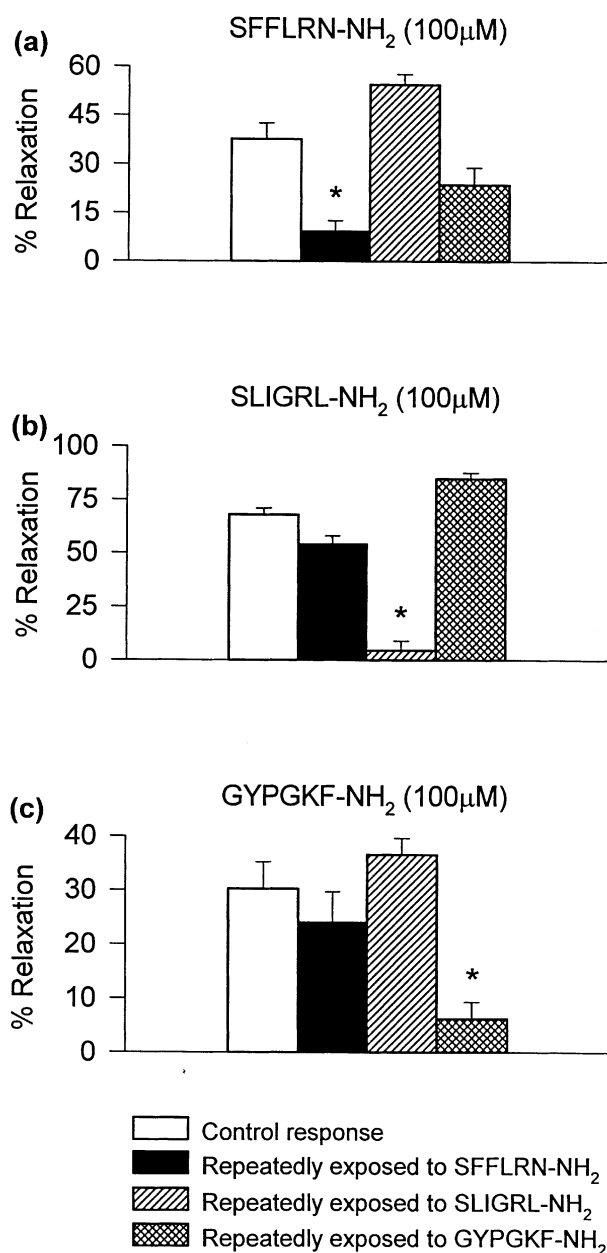 (a) SFFLRN-NH2 (100μM)
60
45
30
15
0
% Relaxation
*
(b) SLIGRL-NH2 (100μM)
100
75
50
25
0
% Relaxation
*
(c) GYPGKF-NH2 (100μM)
40
30
20
10
0
% Relaxation
*
Control response
Repeatedly exposed to SFFLRN-NH2
Repeatedly exposed to SLIGRL-NH2
Repeatedly exposed to GYPGKF-NH2